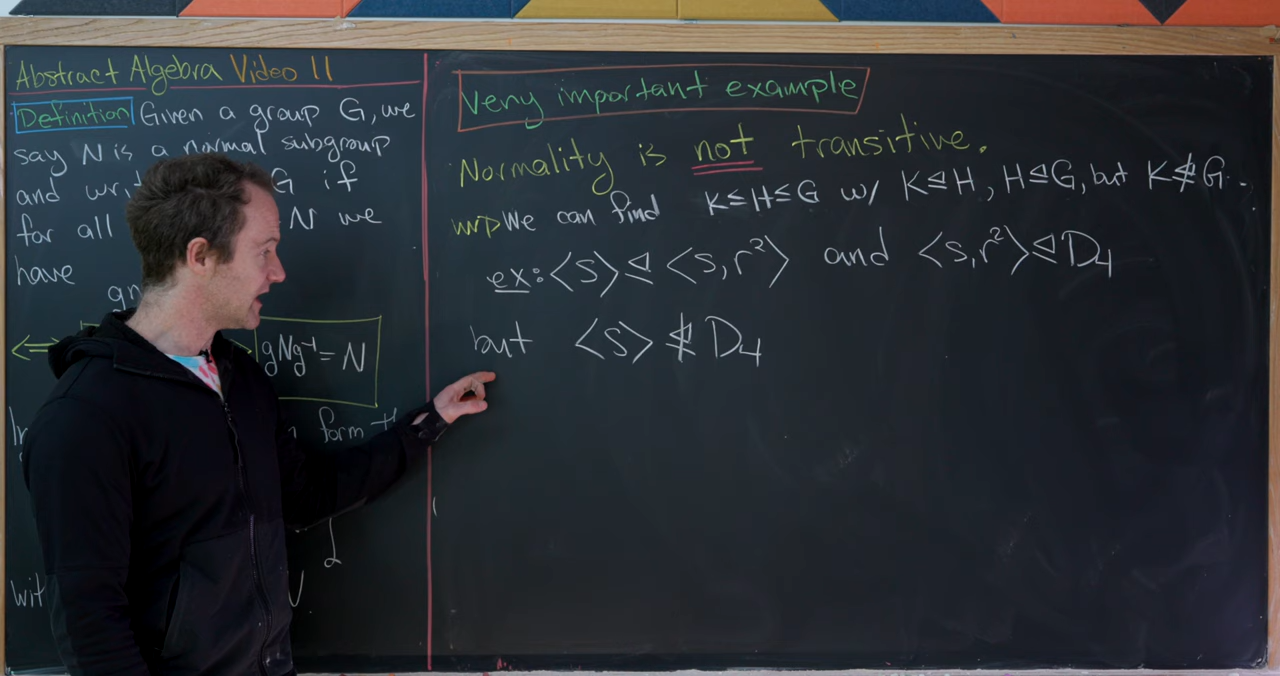 Abstract Algebra Video 11
Definition Given a group G, we
say N is a normal subgroup
and G if
for all N we
have
⟺ gNg⁻¹ = N
form
wit
Very important example
Normality is not transitive.
We can find K≤H≤G w/ K⊴H, H⊴G, but K⋬G.
ex: <s> ⊴ <s, r²> and <s, r²> ⊴ D₄
but <s> ⋬ D₄